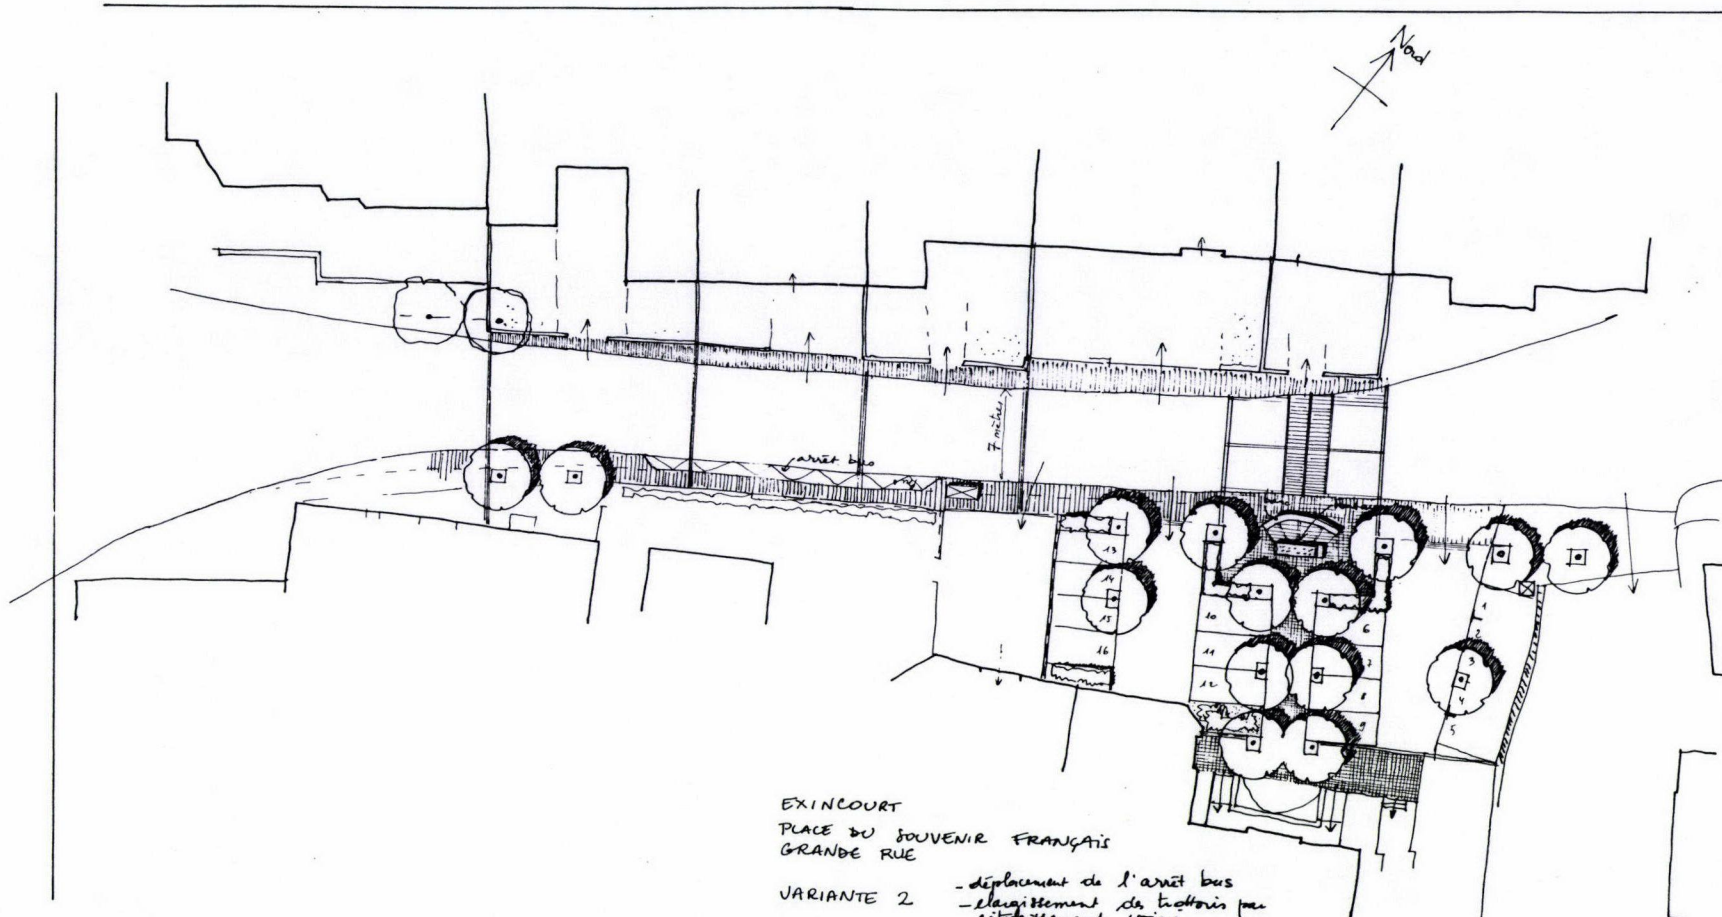 Nord
arrêt bus
7 mètres
13
14
15
16
10
11
12
6
7
8
9
1
2
3
4
5
EXINCOURT
PLACE DU SOUVENIR FRANÇAIS
GRANDE RUE
VARIANTE 2
- déplacement de l'arrêt bus
- élargissement des trottoirs par